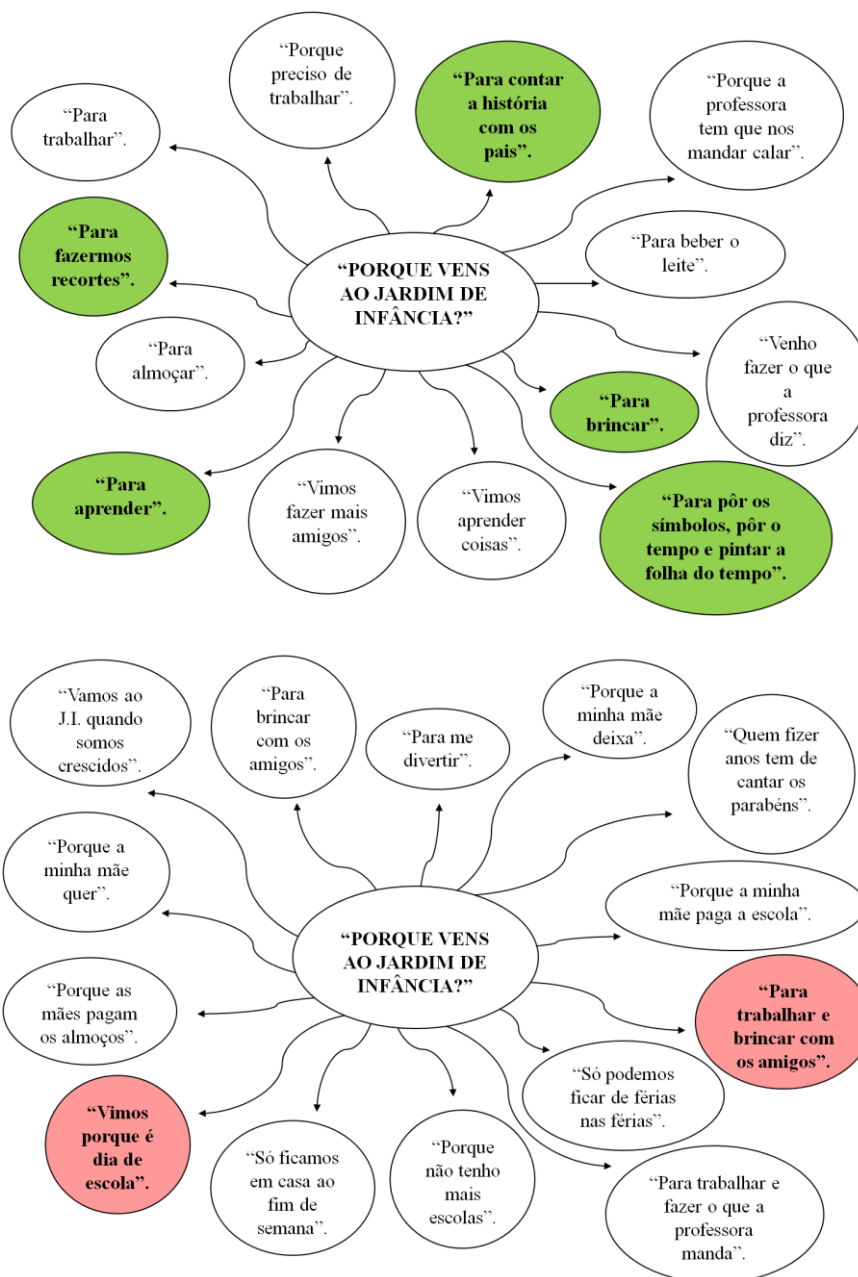 “Porque
preciso de
trabalhar”.
“Para contar
a história
com os
pais”.
“Porque a
professora
tem que nos
mandar calar”.
“Para
trabalhar”.
“Para
fazermos
recortes”.
“PORQUE VENS
AO JARDIM DE
INFÂNCIA?”
“Para beber o
leite”.
“Para
almoçar”.
“Venho
fazer o que
a
professora
diz”.
“Para
brincar”.
“Para
aprender”.
“Vimos
fazer mais
amigos”.
“Vimos
aprender
coisas”.
“Para pôr os
símbolos, pôr o
tempo e pintar a
folha do tempo”.
“Vamos ao
J.I. quando
somos
crescidos”.
“Para
brincar
com os
amigos”.
“Para me
divertir”.
“Porque a
minha mãe
deixa”.
“Quem fizer
anos tem de
cantar os
parabéns”.
“Porque a
minha mãe
quer”.
“PORQUE VENS
AO JARDIM DE
INFÂNCIA?”
“Porque a minha
mãe paga a escola”.
“Porque as
mães pagam
os almoços”.
“Para
trabalhar e
brincar com
os amigos”.
“Vimos
porque é
dia de
escola”.
“Só ficamos
em casa ao
fim de
semana”.
“Porque
não tenho
mais
escolas”.
“Só podemos
ficar de férias
nas férias”.
“Para trabalhar e
fazer o que a
professora
manda”.